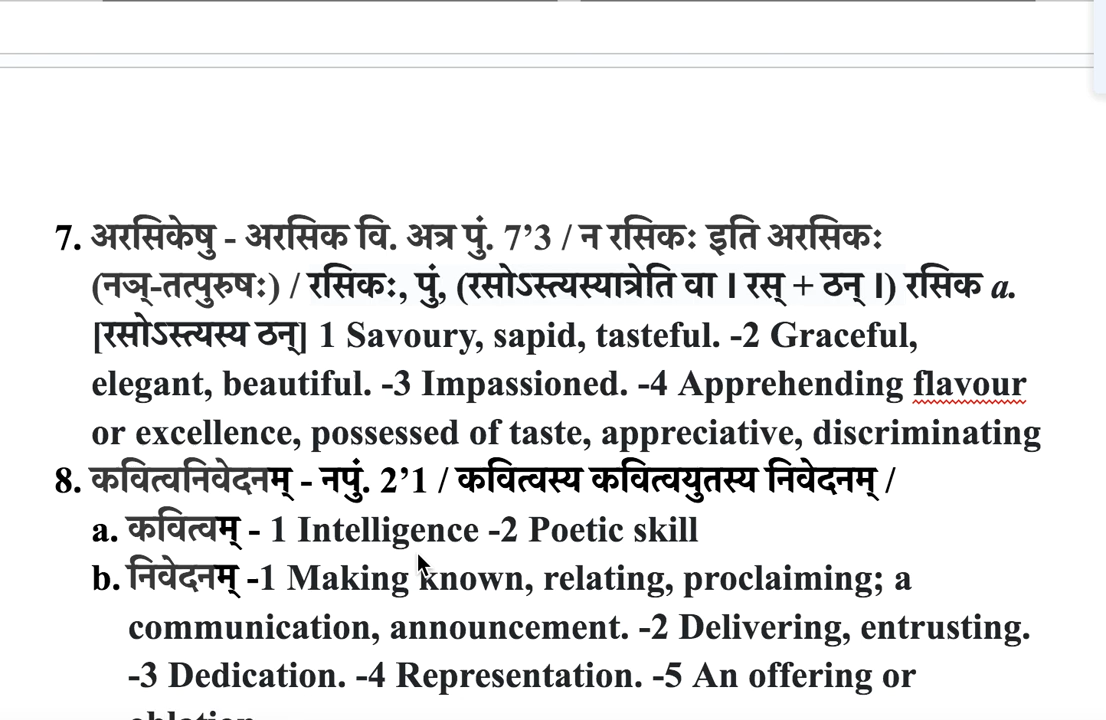 7. अरसिकेषु - अरसिक वि. अत्र पुं. 7’3 / न रसिकः इति अरसिकः
(नञ्-तत्पुरुषः) / रसिकः, पुं, (रसोऽस्त्यस्यात्रेति वा । रस् + ठन् ।) रसिक a.
[रसोऽस्त्यस्य ठन्] 1 Savoury, sapid, tasteful. -2 Graceful,
elegant, beautiful. -3 Impassioned. -4 Apprehending flavour
or excellence, possessed of taste, appreciative, discriminating
8. कवित्वनिवेदनम् - नपुं. 2’1 / कवित्वस्य कवित्वयुतस्य निवेदनम् /
a. कवित्वम् - 1 Intelligence -2 Poetic skill
b. निवेदनम् -1 Making known, relating, proclaiming; a
communication, announcement. -2 Delivering, entrusting.
-3 Dedication. -4 Representation. -5 An offering or